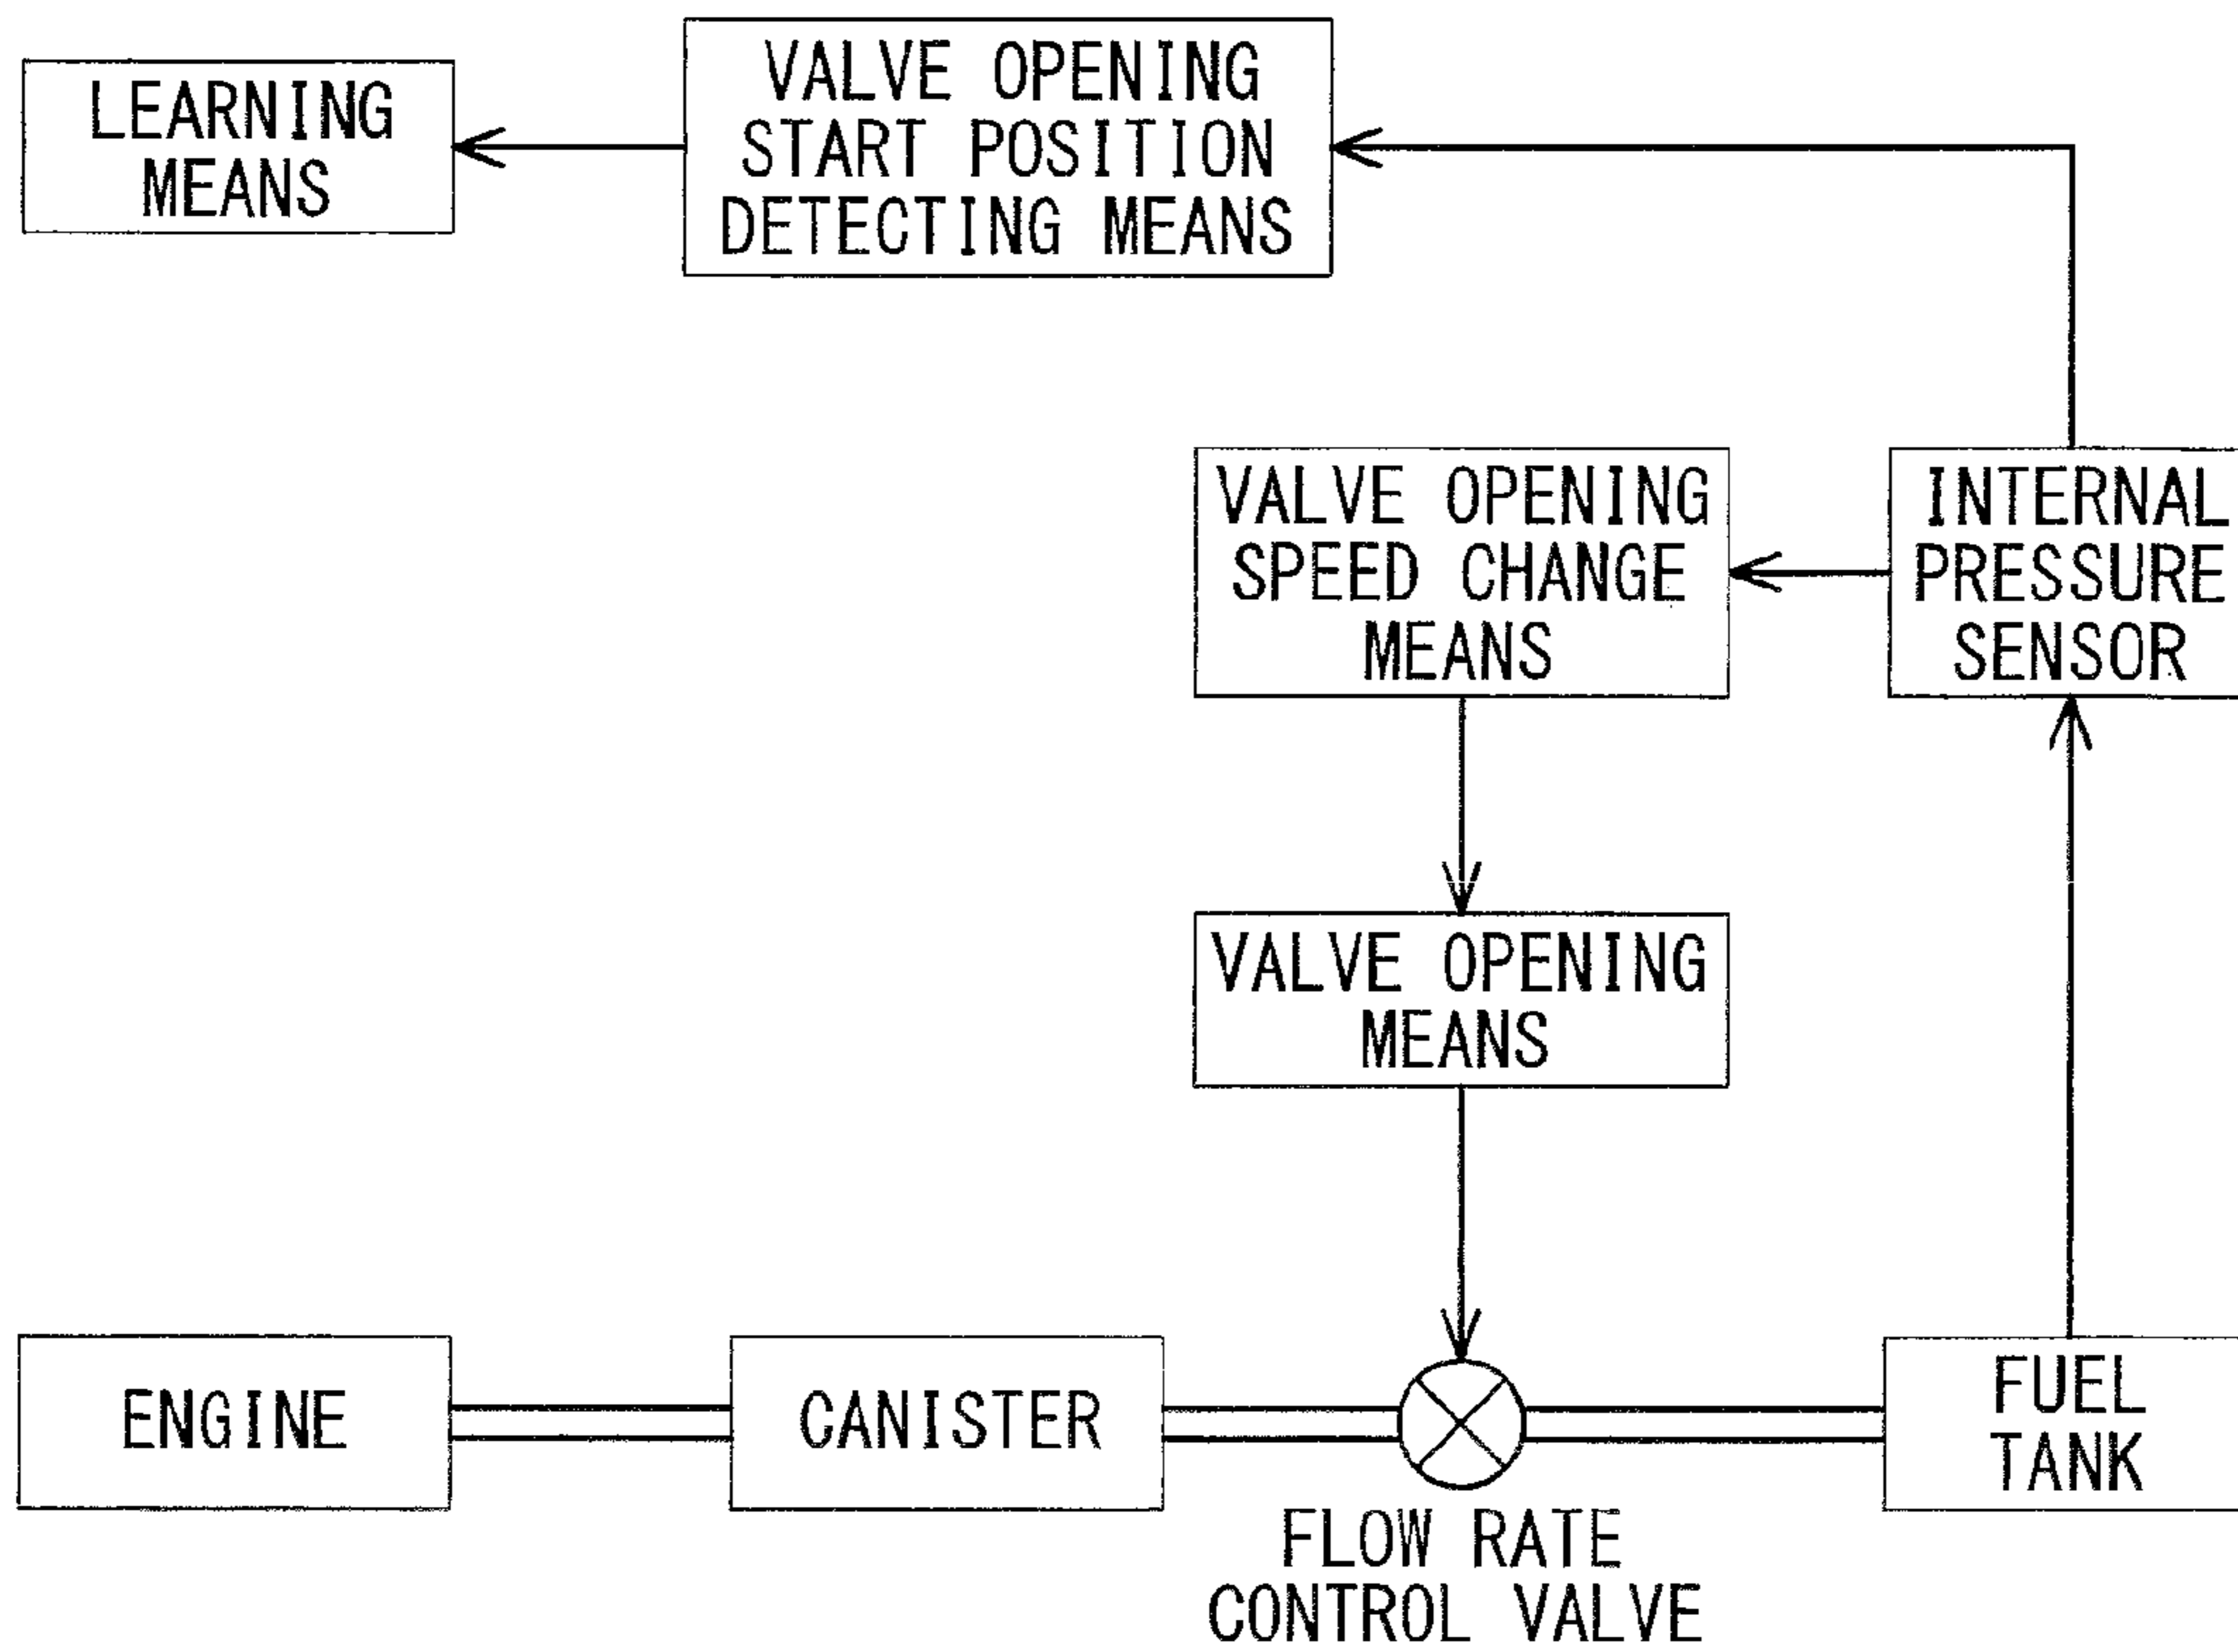 LEARNING
MEANS
VALVE OPENING
START POSITION
DETECTING MEANS
VALVE OPENING
SPEED CHANGE
MEANS
INTERNAL
PRESSURE
SENSOR
VALVE OPENING
MEANS
ENGINE
CANISTER
FUEL
TANK
FLOW RATE
CONTROL VALVE